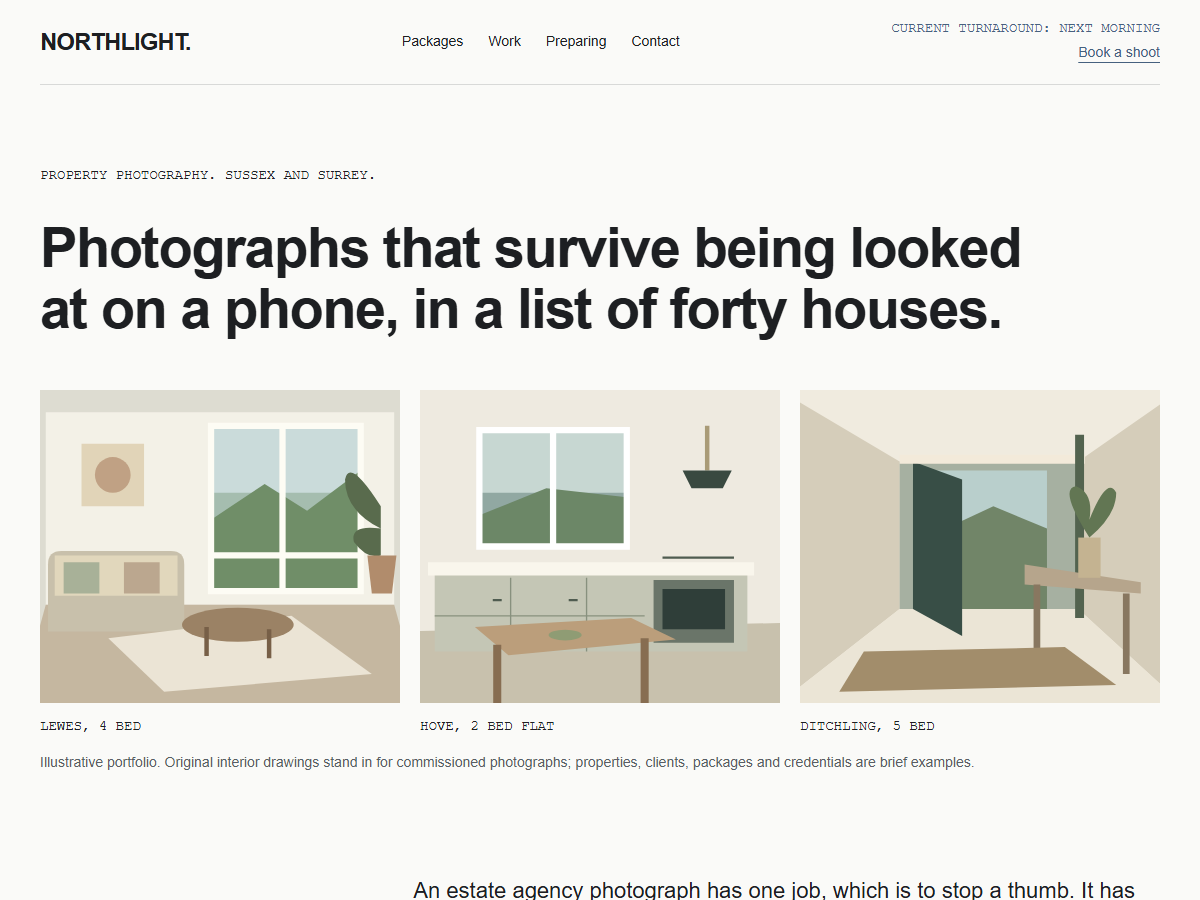 NORTHLIGHT.
Packages Work Preparing Contact
CURRENT TURNAROUND: NEXT MORNING
Book a shoot
PROPERTY PHOTOGRAPHY. SUSSEX AND SURREY.
Photographs that survive being looked
at on a phone, in a list of forty houses.
LEWES, 4 BED
HOVE, 2 BED FLAT
DITCHLING, 5 BED
Illustrative portfolio. Original interior drawings stand in for commissioned photographs; properties, clients, packages and credentials are brief examples.
An estate agency photograph has one job, which is to stop a thumb. It has